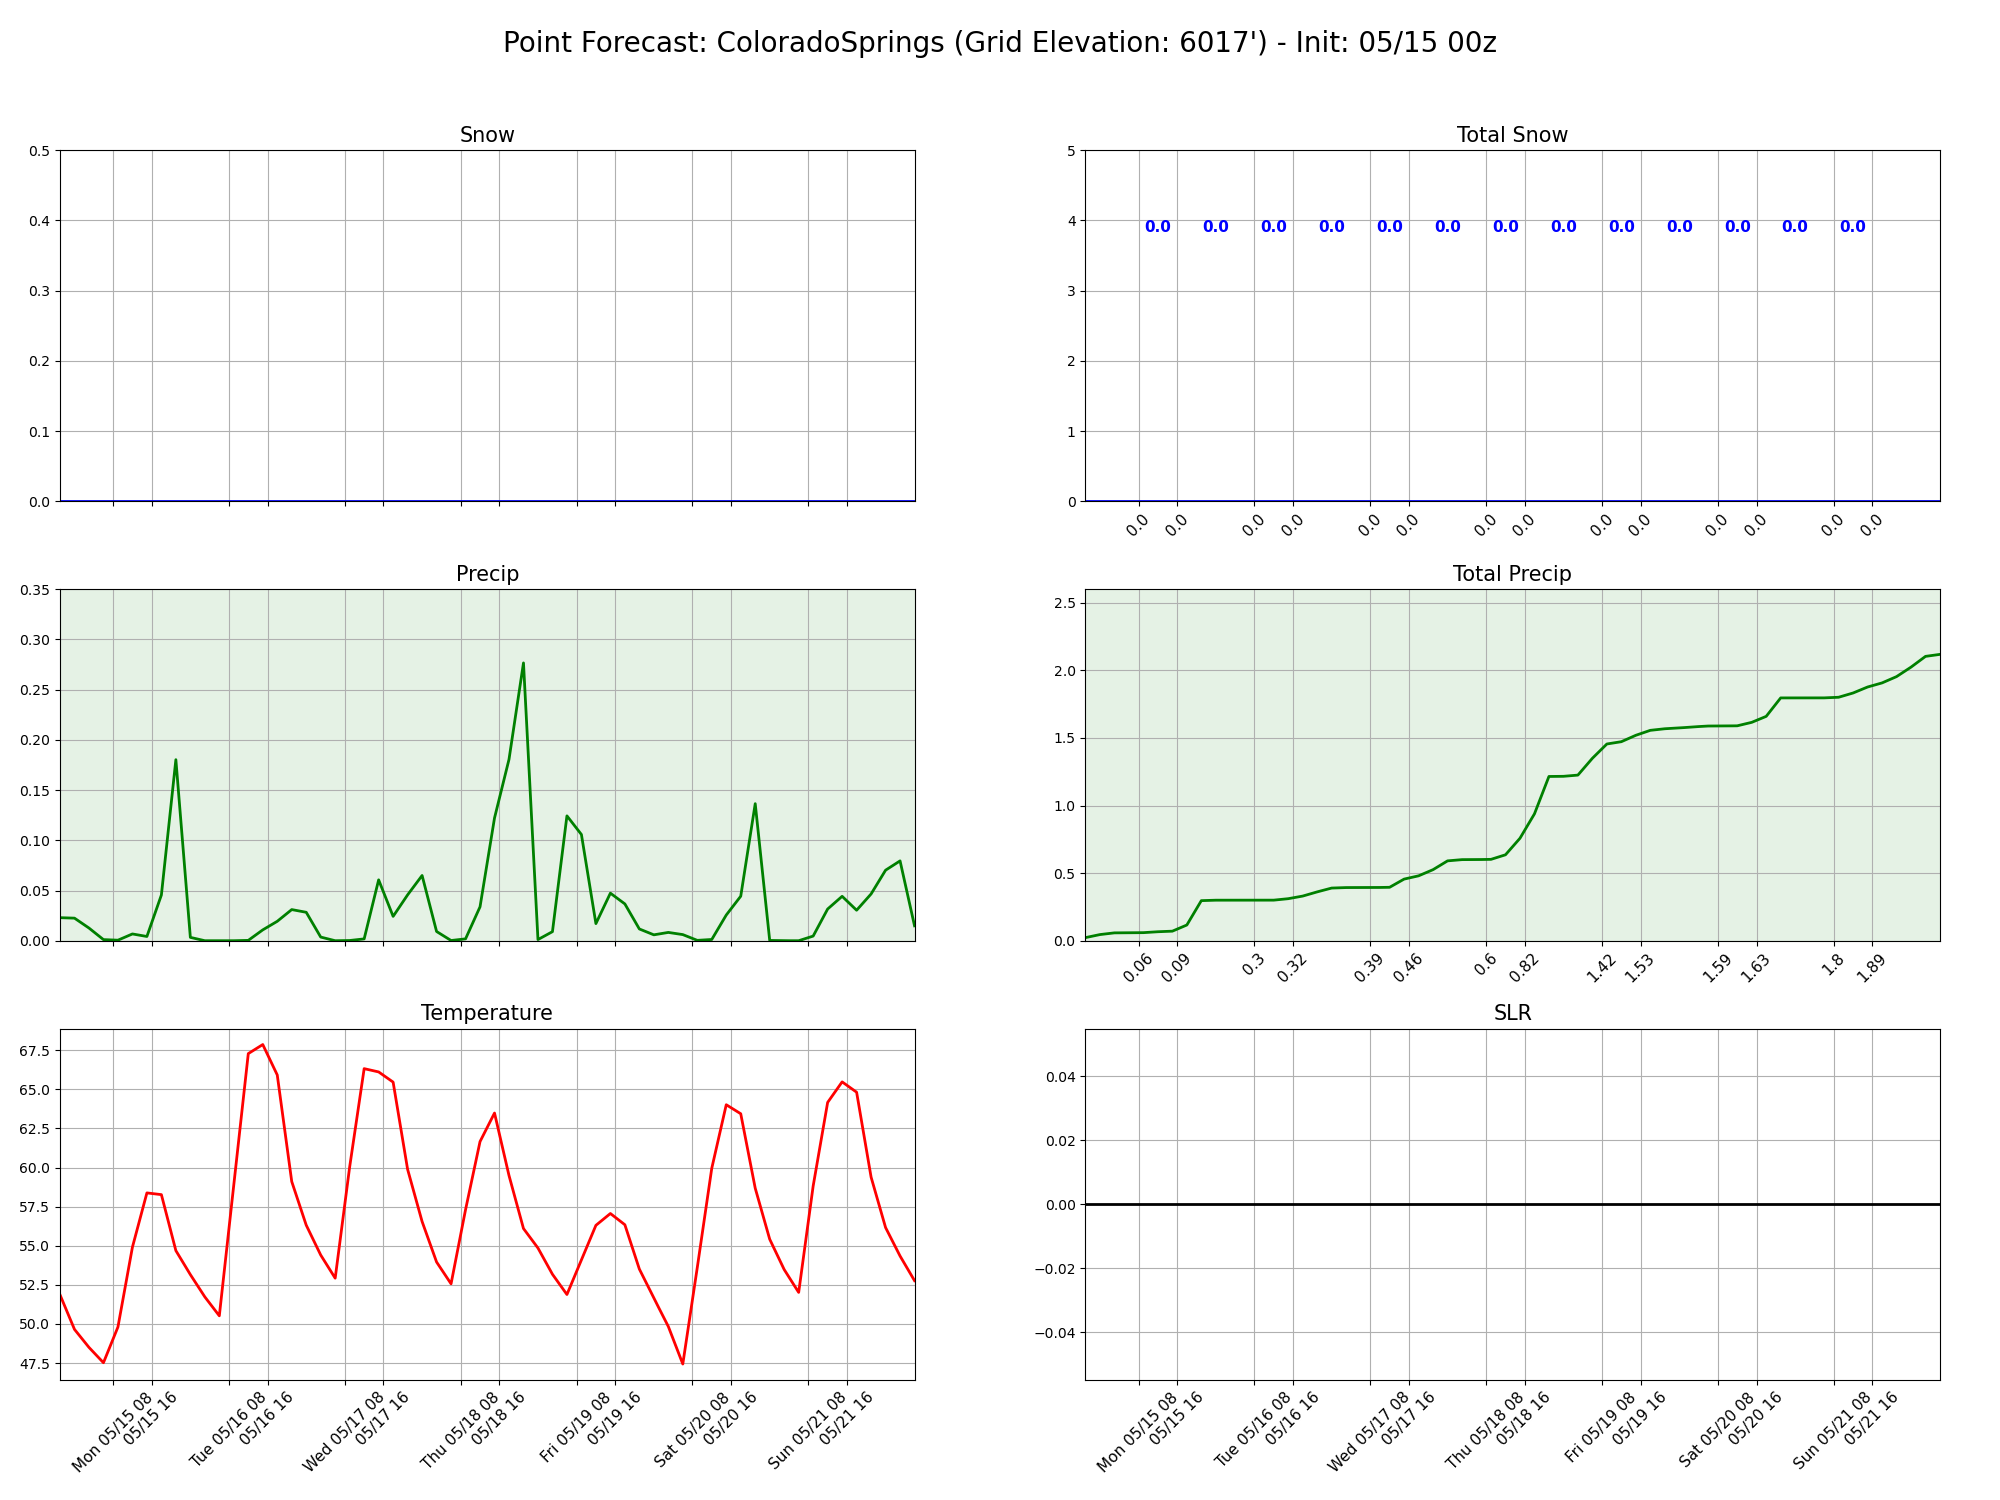 Point Forecast: ColoradoSprings (Grid Elevation: 6017') - Init: 05/15 00z
Snow
0.5
0.4
0.3
0.2
0.1
0.0
Total Snow
5
4
3
2
1
0
0.0 0.0 0.0 0.0 0.0 0.0 0.0 0.0 0.0 0.0 0.0 0.0 0.0
0.0 0.0 0.0 0.0 0.0 0.0 0.0 0.0 0.0 0.0 0.0 0.0 0.0 0.0
Precip
0.35
0.30
0.25
0.20
0.15
0.10
0.05
0.00
Total Precip
2.5
2.0
1.5
1.0
0.5
0.0
0.06 0.09 0.3 0.32 0.39 0.46 0.6 0.82 1.42 1.53 1.59 1.63 1.8 1.89
Temperature
67.5
65.0
62.5
60.0
57.5
55.0
52.5
50.0
47.5
Mon 05/15 08
05/15 16
Tue 05/16 08
05/16 16
Wed 05/17 08
05/17 16
Thu 05/18 08
05/18 16
Fri 05/19 08
05/19 16
Sat 05/20 08
05/20 16
Sun 05/21 08
05/21 16
SLR
0.04
0.02
0.00
−0.02
−0.04
Mon 05/15 08
05/15 16
Tue 05/16 08
05/16 16
Wed 05/17 08
05/17 16
Thu 05/18 08
05/18 16
Fri 05/19 08
05/19 16
Sat 05/20 08
05/20 16
Sun 05/21 08
05/21 16